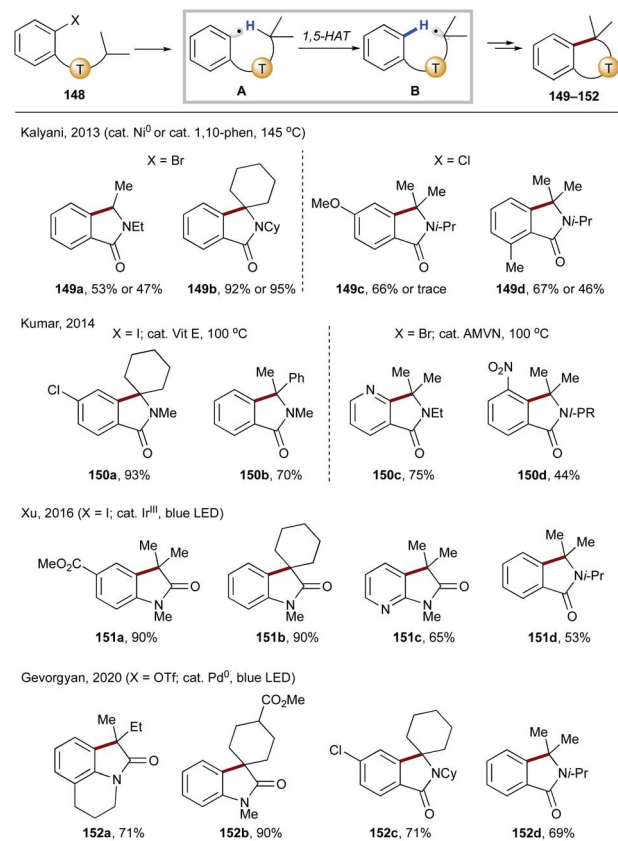 X
H
1,5-HAT
H
T
T
T
T
148
A
B
149–152
Kalyani, 2013 (cat. Ni⁰ or cat. 1,10-phen, 145 °C)
X = Br
X = Cl
Me
NEt
O
NCy
O
MeO
Me
Me
Ni-Pr
O
Me
Me
Ni-Pr
Me
O
149a, 53% or 47%
149b, 92% or 95%
149c, 66% or trace
149d, 67% or 46%
Kumar, 2014
X = I; cat. Vit E, 100 °C
X = Br; cat. AMVN, 100 °C
Cl
NMe
O
Me
Ph
NMe
O
N
Me
Me
NEt
O
O₂N
Me
Me
NI-PR
O
150a, 93%
150b, 70%
150c, 75%
150d, 44%
Xu, 2016 (X = I; cat. Irᴵᴵᴵ, blue LED)
MeO₂C
Me
Me
O
N
Me
O
N
Me
Me
Me
O
N
N
Me
Me
Me
Ni-Pr
O
151a, 90%
151b, 90%
151c, 65%
151d, 53%
Gevorgyan, 2020 (X = OTf; cat. Pd⁰, blue LED)
Me
Et
O
N
CO₂Me
O
N
Me
Cl
NCy
O
Me
Me
Ni-Pr
O
152a, 71%
152b, 90%
152c, 71%
152d, 69%